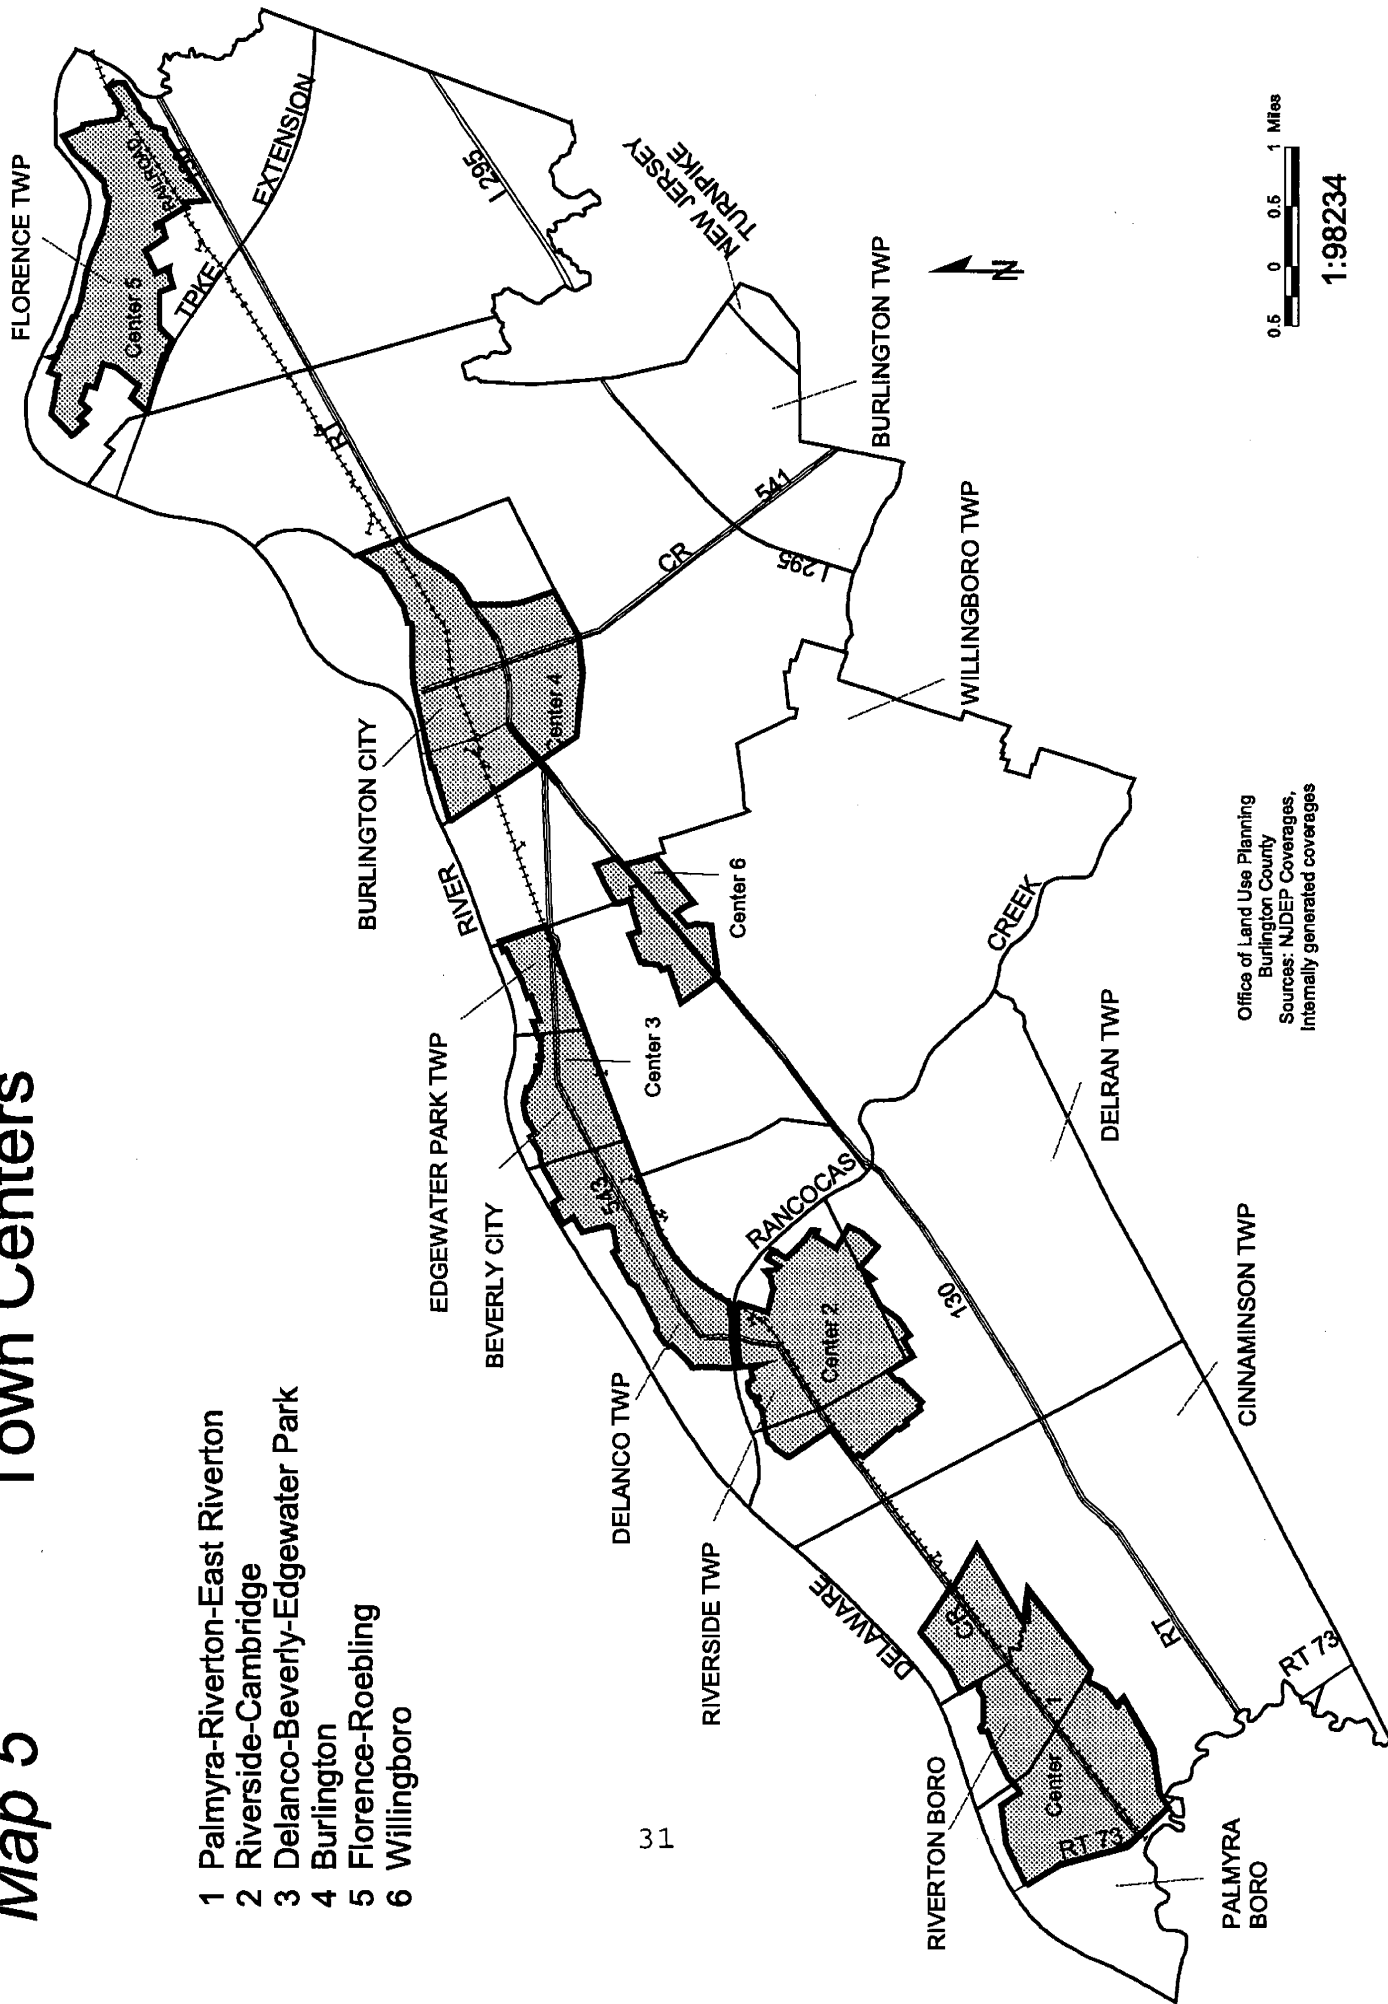 Map 5 Town Centers
1 Palmyra-Riverton-East Riverton
2 Riverside-Cambridge
3 Delanco-Beverly-Edgewater Park
4 Burlington
5 Florence-Roebling
6 Willingboro
FLORENCE TWP
Center 5
RAILROAD
130
TPKE
EXTENSION
I 295
NEW JERSEY
TURNPIKE
RT
BURLINGTON CITY
Center 4
CR
541
I 295
BURLINGTON TWP
WILLINGBORO TWP
RIVER
EDGEWATER PARK TWP
BEVERLY CITY
Center 6
Center 3
543
CREEK
DELANCO TWP
RANCOCAS
RIVERSIDE TWP
Center 2
130
DELRAN TWP
CINNAMINSON TWP
DELAWARE
CR
RT
RT 73
RIVERTON BORO
Center 1
RT 73
PALMYRA
BORO
N
0.5 0 0.5 1 Miles
1:98234
Office of Land Use Planning
Burlington County
Sources: NJDEP Coverages,
Internally generated coverages
31